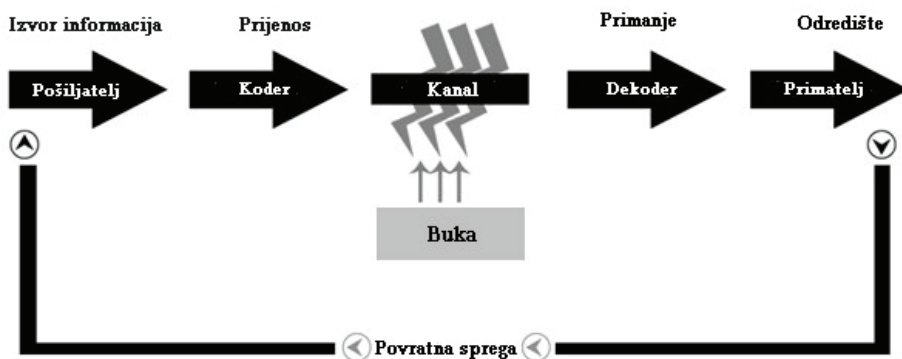 Izvor informacija
Prijenos
Primanje
Odredište
Pošiljatelj
Koder
Kanal
Dekoder
Primatelj
Buka
Povratna sprega